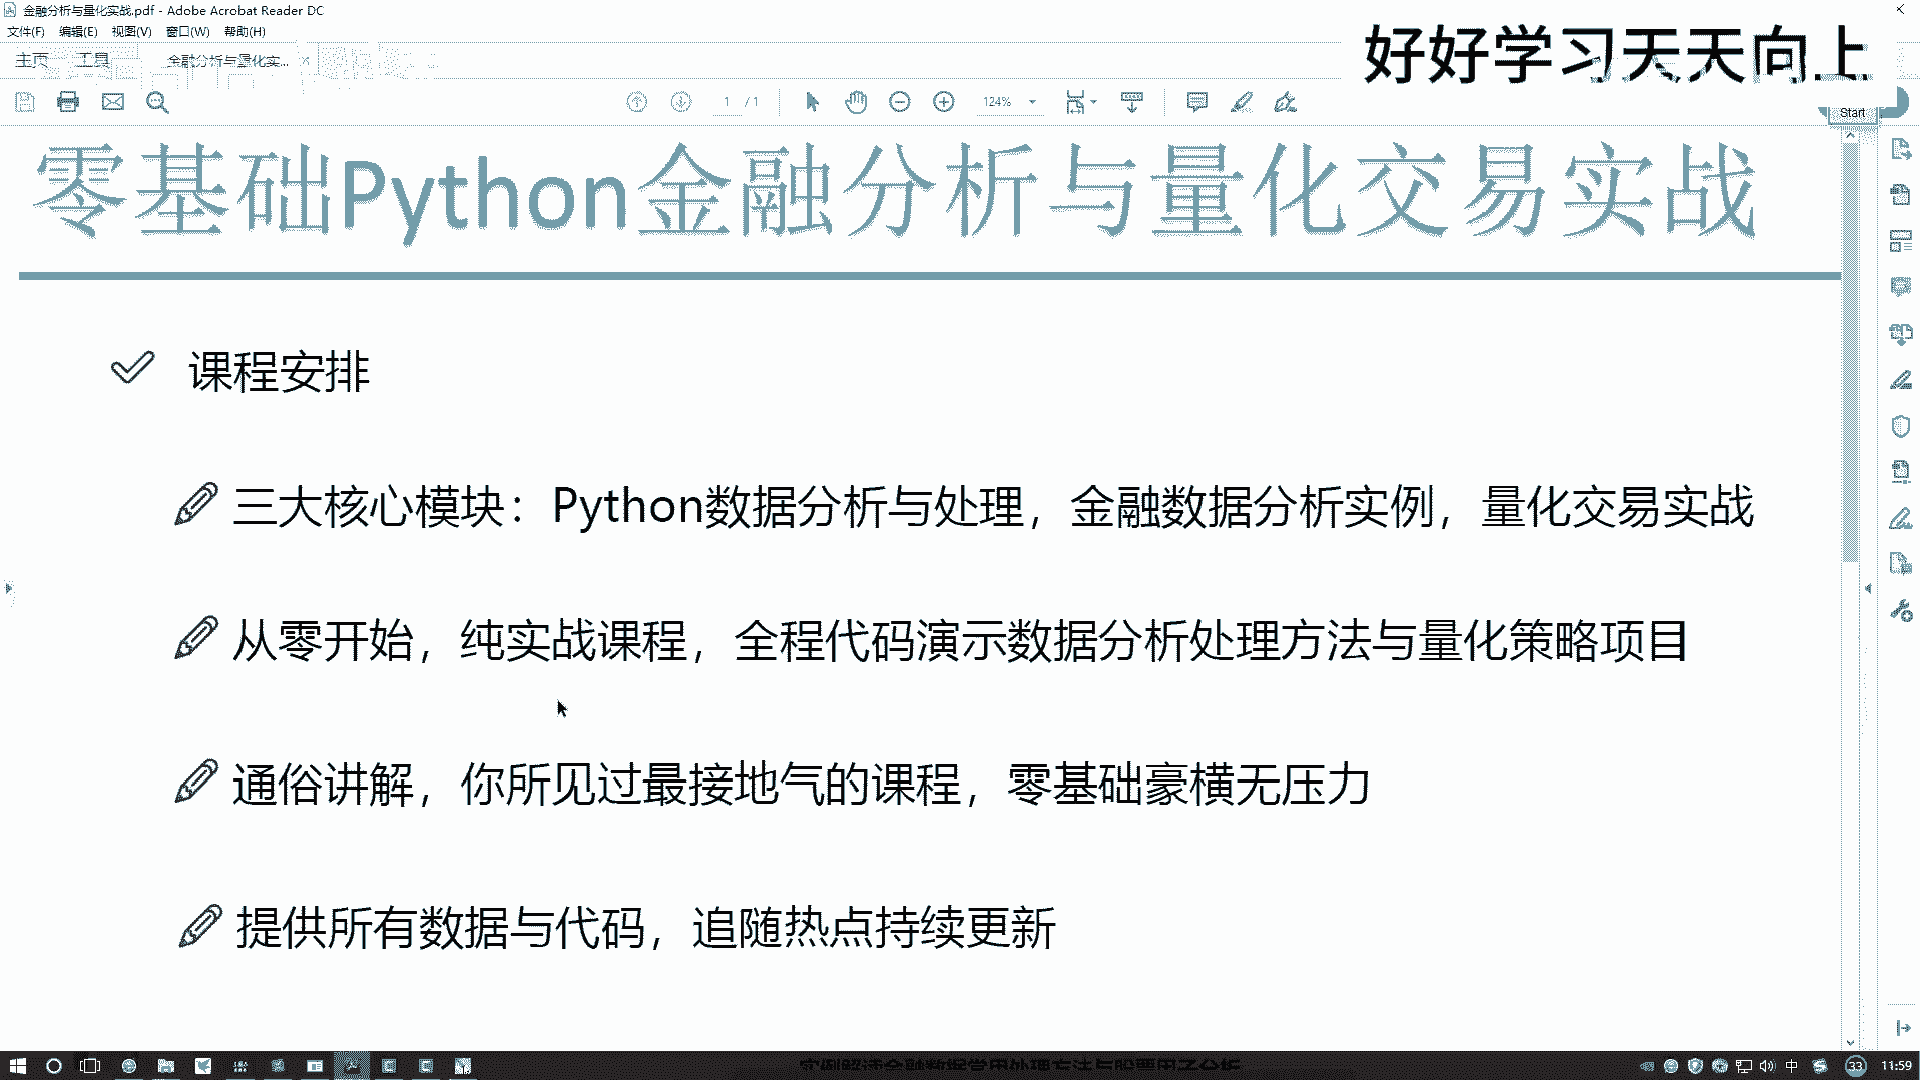 金融分析与量化实战.pdf - Adobe Acrobat Reader DC
文件(F) 编辑(E) 视图(V) 窗口(W) 帮助(H)
好好学习天天向上
主页 工具 金融分析与量化实...
1 / 1 124%
Start
零基础Python金融分析与量化交易实战
课程安排
三大核心模块：Python数据分析与处理，金融数据分析实例，量化交易实战
从零开始，纯实战课程，全程代码演示数据分析处理方法与量化策略项目
通俗讲解，你所见过最接地气的课程，零基础豪横无压力
提供所有数据与代码，追随热点持续更新
中 33 11:59